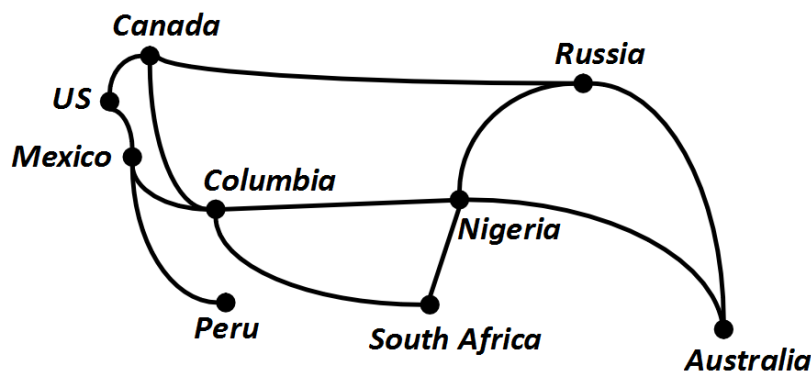 Canada
Russia
US
Mexico
Columbia
Nigeria
Peru
South Africa
Australia